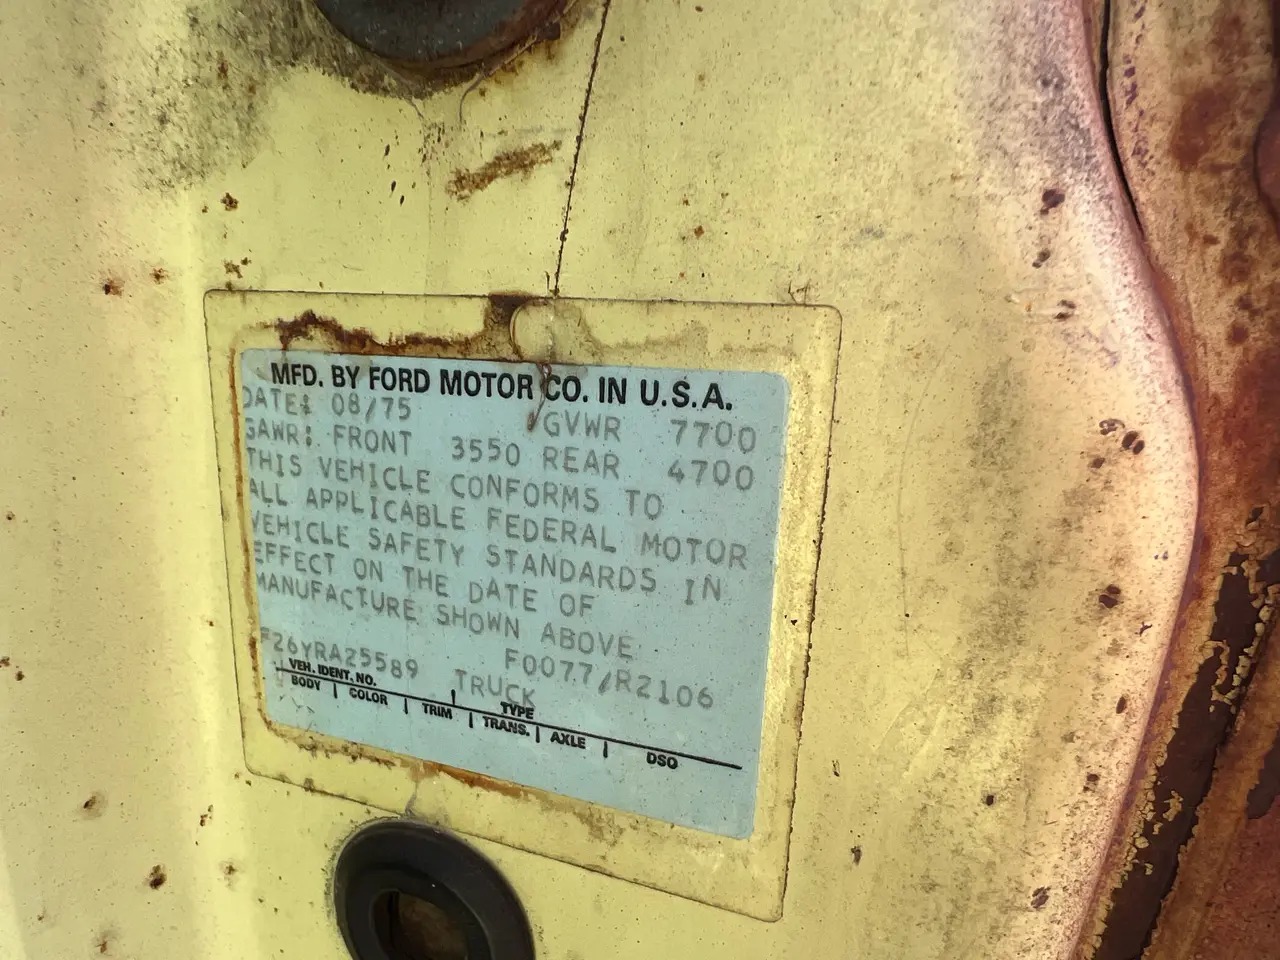 MFD. BY FORD MOTOR CO. IN U.S.A.
DATE: 08/75 GVWR 7700
GAWR: FRONT 3550 REAR 4700
THIS VEHICLE CONFORMS TO
ALL APPLICABLE FEDERAL MOTOR
VEHICLE SAFETY STANDARDS IN
EFFECT ON THE DATE OF
MANUFACTURE SHOWN ABOVE
F0077/R2106
F26YRA25589 TRUCK
VEH. IDENT. NO. TYPE
BODY COLOR TRIM TRANS. AXLE DSO